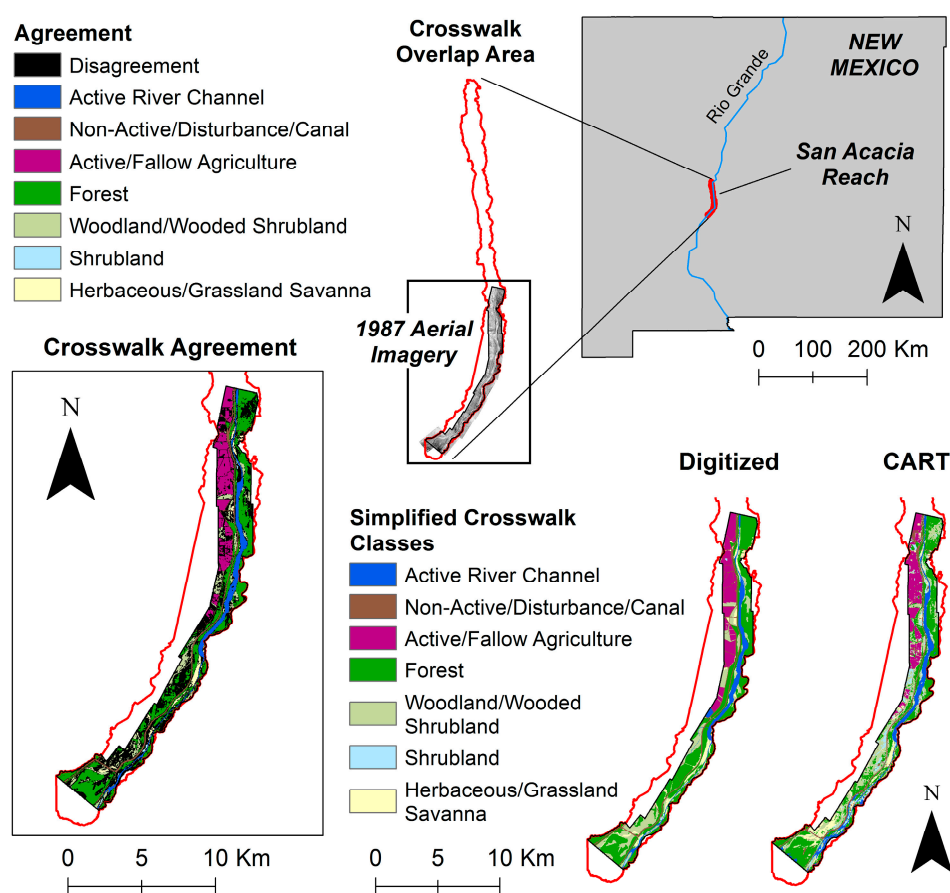 Agreement
Disagreement
Active River Channel
Non-Active/Disturbance/Canal
Active/Fallow Agriculture
Forest
Woodland/Wooded Shrubland
Shrubland
Herbaceous/Grassland Savanna
Crosswalk
Overlap Area
1987 Aerial
Imagery
NEW
MEXICO
Rio Grande
San Acacia
Reach
N
0 100 200 Km
Crosswalk Agreement
N
0 5 10 Km
Simplified Crosswalk
Classes
Active River Channel
Non-Active/Disturbance/Canal
Active/Fallow Agriculture
Forest
Woodland/Wooded
Shrubland
Shrubland
Herbaceous/Grassland
Savanna
0 5 10 Km
Digitized
CART
N